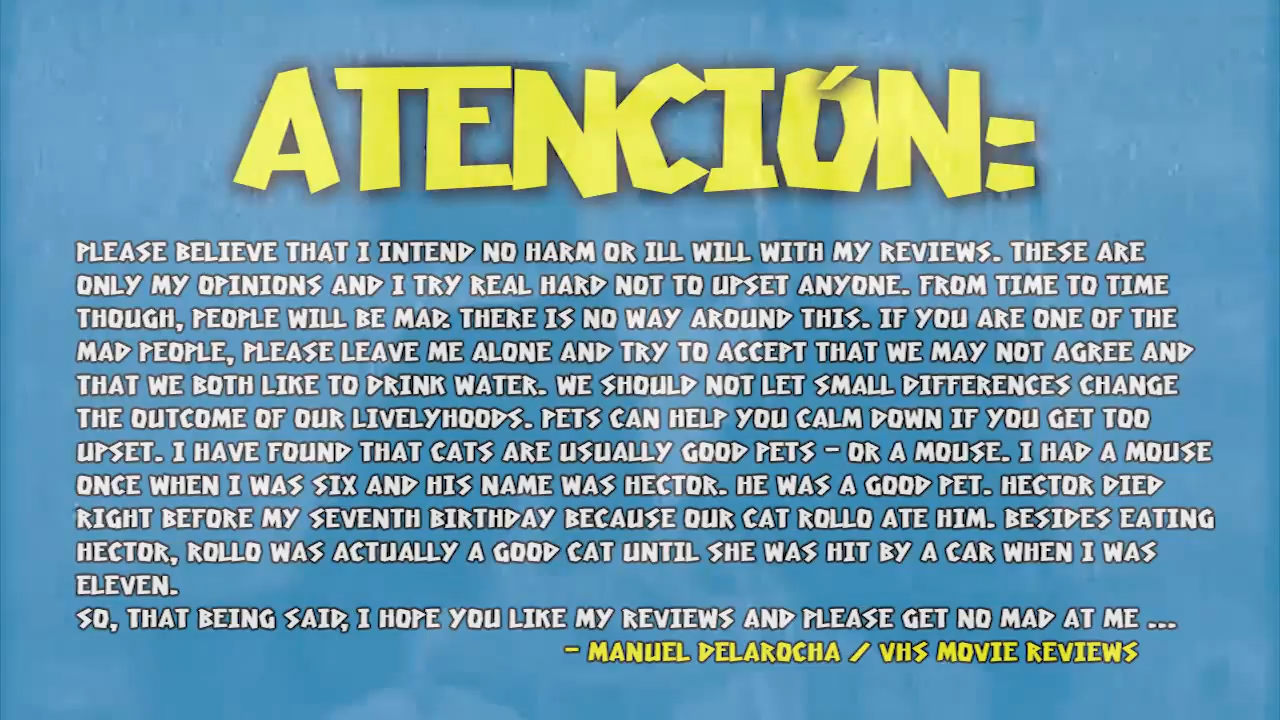 ATENCIÓN:
PLEASE BELIEVE THAT I INTEND NO HARM OR ILL WILL WITH MY REVIEWS. THESE ARE
ONLY MY OPINIONS AND I TRY REAL HARD NOT TO UPSET ANYONE. FROM TIME TO TIME
THOUGH, PEOPLE WILL BE MAD. THERE IS NO WAY AROUND THIS. IF YOU ARE ONE OF THE
MAD PEOPLE, PLEASE LEAVE ME ALONE AND TRY TO ACCEPT THAT WE MAY NOT AGREE AND
THAT WE BOTH LIKE TO DRINK WATER. WE SHOULD NOT LET SMALL DIFFERENCES CHANGE
THE OUTCOME OF OUR LIVELYHOODS. PETS CAN HELP YOU CALM DOWN IF YOU GET TOO
UPSET. I HAVE FOUND THAT CATS ARE USUALLY GOOD PETS - OR A MOUSE. I HAD A MOUSE
ONCE WHEN I WAS SIX AND HIS NAME WAS HECTOR. HE WAS A GOOD PET. HECTOR DIED
RIGHT BEFORE MY SEVENTH BIRTHDAY BECAUSE OUR CAT ROLLO ATE HIM. BESIDES EATING
HECTOR, ROLLO WAS ACTUALLY A GOOD CAT UNTIL SHE WAS HIT BY A CAR WHEN I WAS
ELEVEN.
SO, THAT BEING SAID, I HOPE YOU LIKE MY REVIEWS AND PLEASE GET NO MAD AT ME ...
- MANUEL DELAROCHA / VHS MOVIE REVIEWS